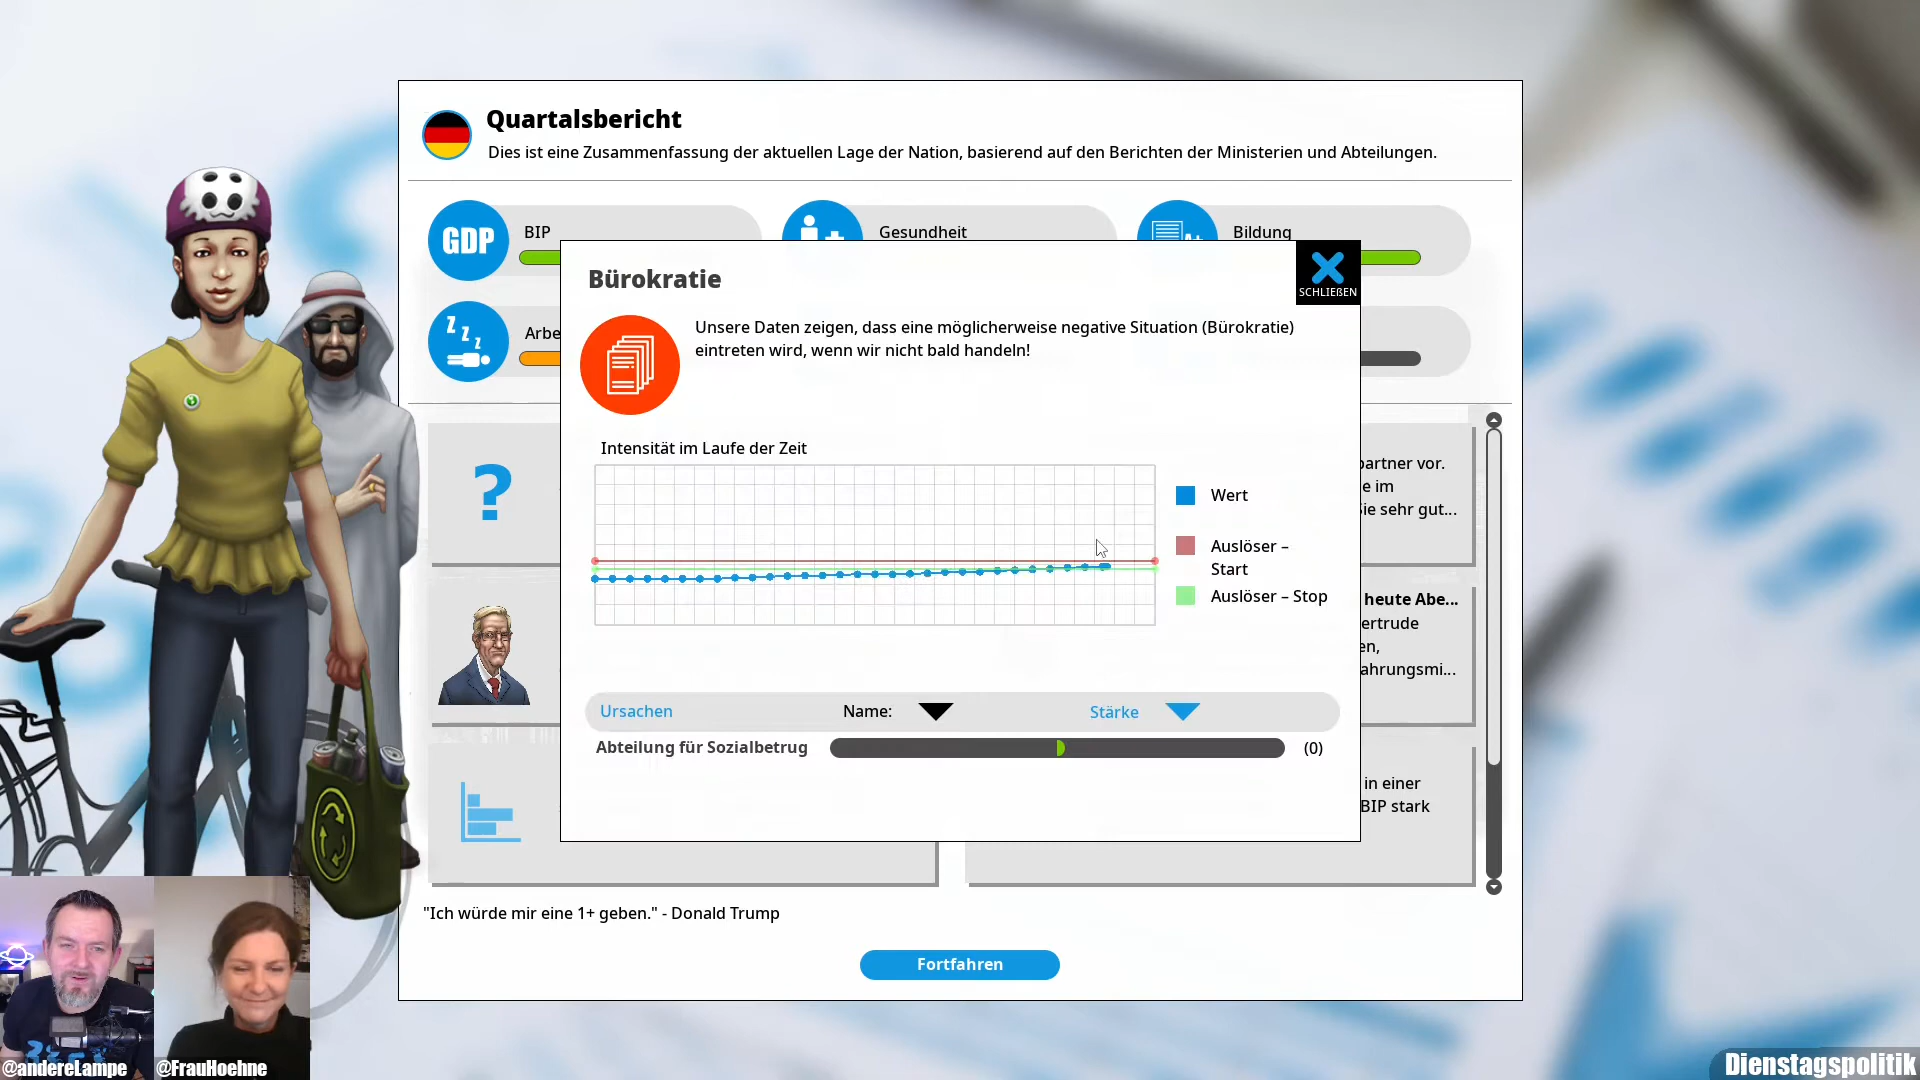 Quartalsbericht
Dies ist eine Zusammenfassung der aktuellen Lage der Nation, basierend auf den Berichten der Ministerien und Abteilungen.
GDP
BIP
Gesundheit
Bildung
A+
Z Z Z
Arbe
Bürokratie
SCHLIEßEN
Unsere Daten zeigen, dass eine möglicherweise negative Situation (Bürokratie)
eintreten wird, wenn wir nicht bald handeln!
Intensität im Laufe der Zeit
Wert
Auslöser –
Start
Auslöser – Stop
Ursachen
Name:
Stärke
Abteilung für Sozialbetrug
(0)
?
partner vor.
e im
Sie sehr gut...
heute Abe...
ertrude
en,
ahrungsmi...
in einer
BIP stark
"Ich würde mir eine 1+ geben." - Donald Trump
Fortfahren
@andereLampe
@FrauHoehne
Dienstagspolitik